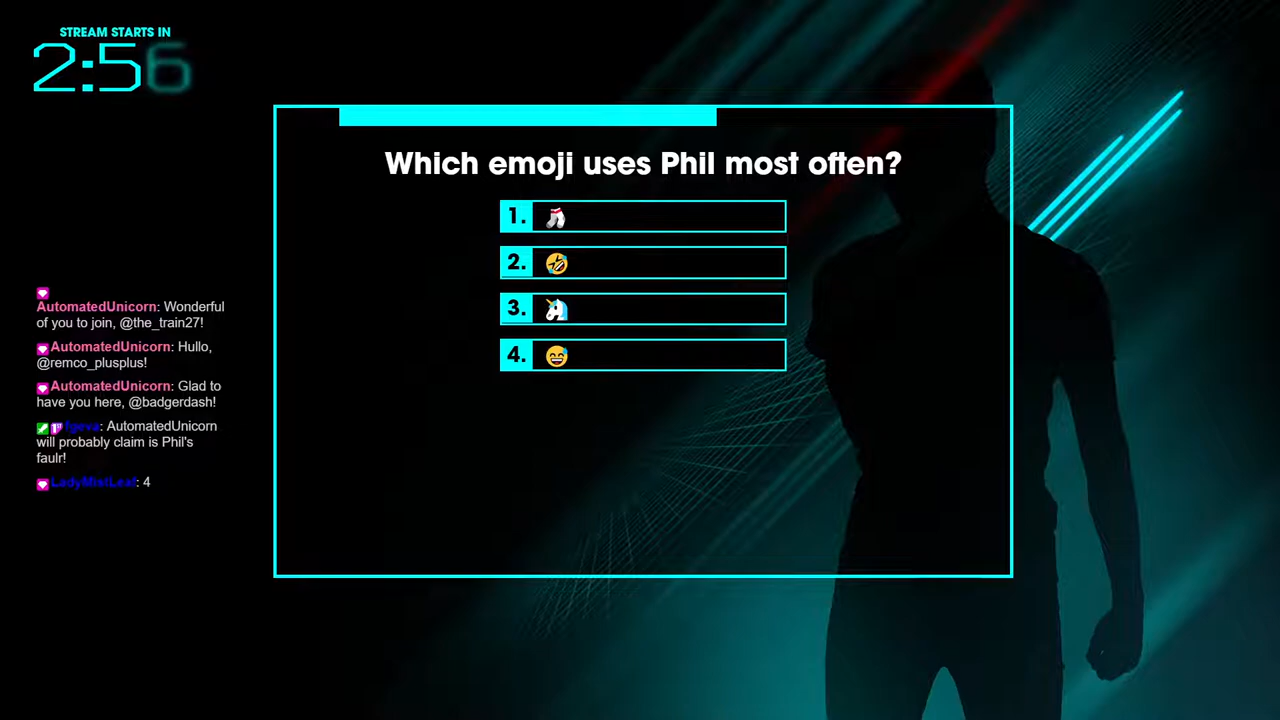 STREAM STARTS IN
2:56
Which emoji uses Phil most often?
1. 🧦
2. 🤣
3. 🦄
4. 😅
AutomatedUnicorn: Wonderful
of you to join, @the_train27!
AutomatedUnicorn: Hullo,
@remco_plusplus!
AutomatedUnicorn: Glad to
have you here, @badgerdash!
fgeva: AutomatedUnicorn
will probably claim is Phil's
faulr!
LadyMistLeaf: 4